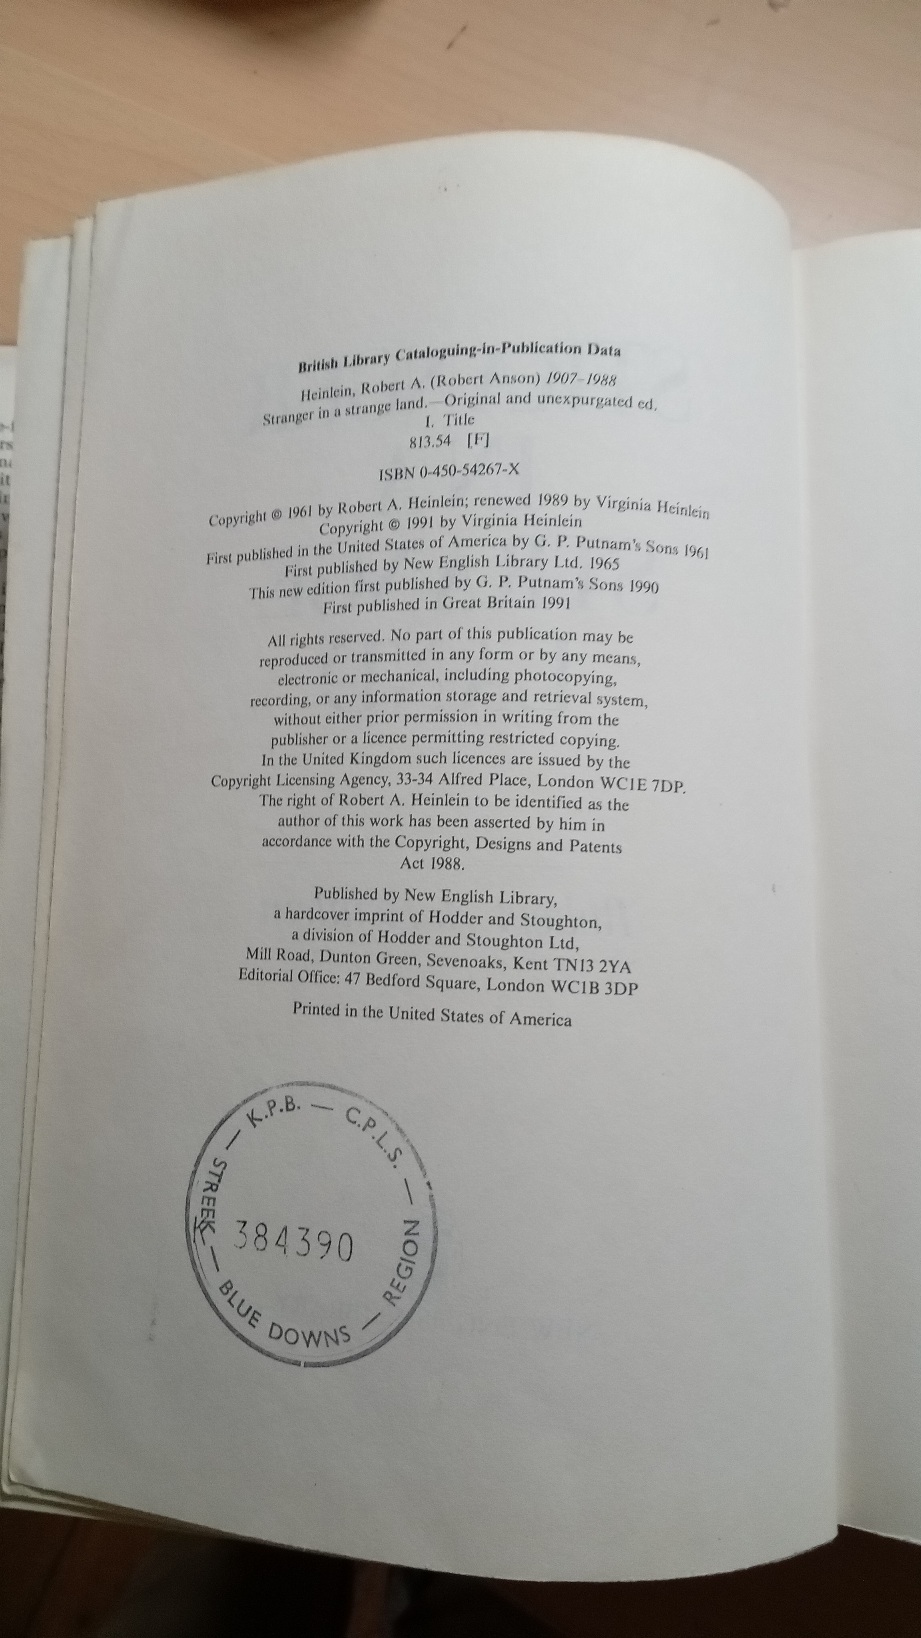 British Library Cataloguing-in-Publication Data
Heinlein, Robert A. (Robert Anson) 1907–1988
Stranger in a strange land.—Original and unexpurgated ed.
I. Title
813.54 [F]
ISBN 0-450-54267-X
Copyright © 1961 by Robert A. Heinlein; renewed 1989 by Virginia Heinlein
Copyright © 1991 by Virginia Heinlein
First published in the United States of America by G. P. Putnam's Sons 1961
First published by New English Library Ltd. 1965
This new edition first published by G. P. Putnam's Sons 1990
First published in Great Britain 1991
All rights reserved. No part of this publication may be
reproduced or transmitted in any form or by any means,
electronic or mechanical, including photocopying,
recording, or any information storage and retrieval system,
without either prior permission in writing from the
publisher or a licence permitting restricted copying.
In the United Kingdom such licences are issued by the
Copyright Licensing Agency, 33-34 Alfred Place, London WC1E 7DP.
The right of Robert A. Heinlein to be identified as the
author of this work has been asserted by him in
accordance with the Copyright, Designs and Patents
Act 1988.
Published by New English Library,
a hardcover imprint of Hodder and Stoughton,
a division of Hodder and Stoughton Ltd,
Mill Road, Dunton Green, Sevenoaks, Kent TN13 2YA
Editorial Office: 47 Bedford Square, London WC1B 3DP
Printed in the United States of America
K.P.B. — C.P.L.S. —
STREEK — BLUE DOWNS — REGION
384390